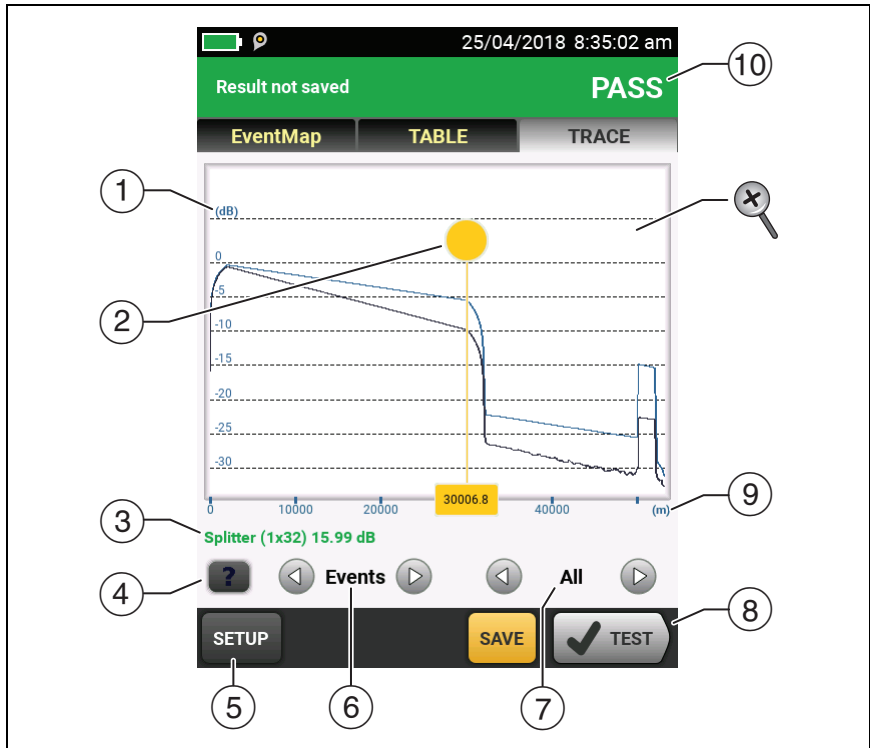 25/04/2018 8:35:02 am
10
Result not saved PASS
EventMap TABLE TRACE
1
(dB)
2
0
-5
-10
-15
-20
-25
-30
30006.8
0 10000 20000 40000 (m)
9
3
Splitter (1x32) 15.99 dB
4
? Events All
8
SETUP SAVE TEST
5 6 7